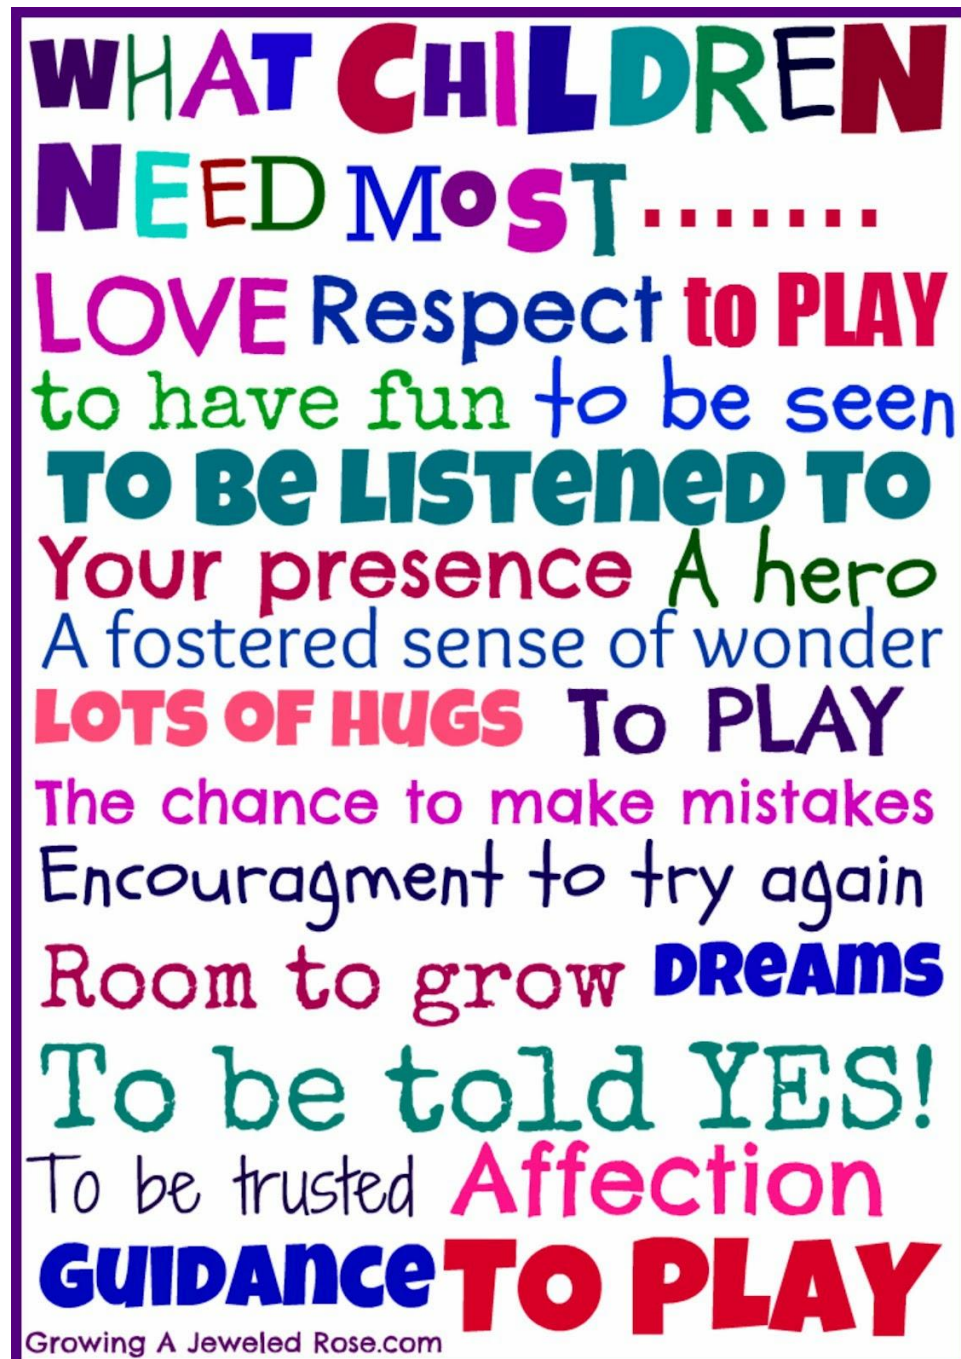 WHAT CHILDREN
NEED MOST.......
LOVE Respect to PLAY
to have fun to be seen
TO BE LISTENED TO
Your presence A hero
A fostered sense of wonder
LOTS OF HUGS To PLAY
The chance to make mistakes
Encouragment to try again
Room to grow DREAMS
To be told YES!
To be trusted Affection
GUIDANCE TO PLAY
Growing A Jeweled Rose.com